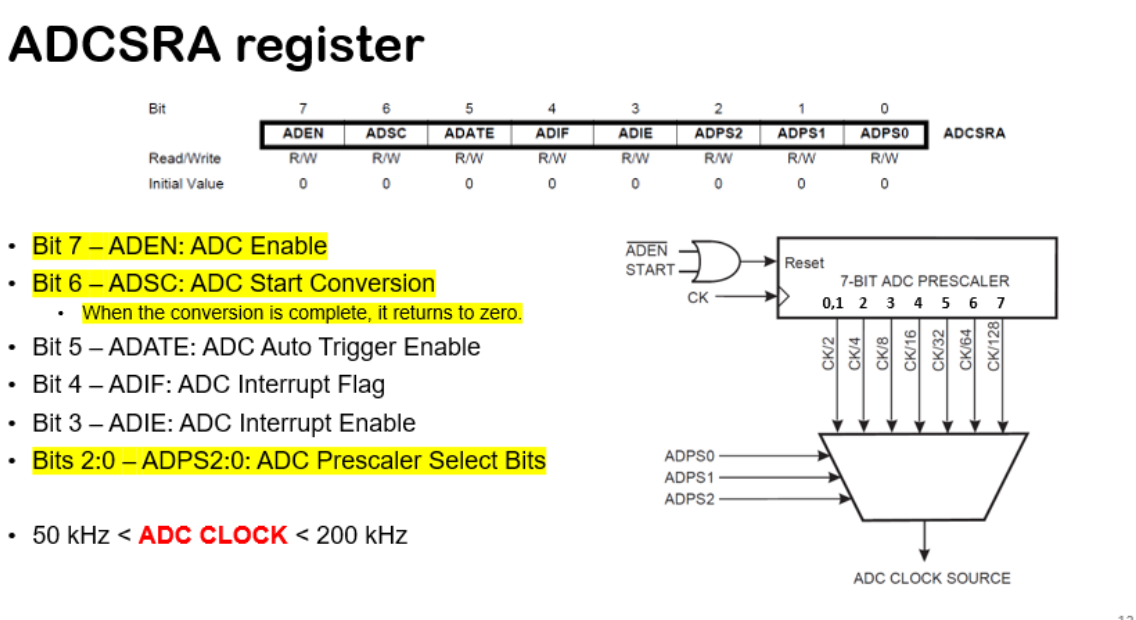 ADCSRA register
Bit 7 6 5 4 3 2 1 0
ADEN ADSC ADATE ADIF ADIE ADPS2 ADPS1 ADPS0 ADCSRA
Read/Write R/W R/W R/W R/W R/W R/W R/W R/W
Initial Value 0 0 0 0 0 0 0 0
• Bit 7 – ADEN: ADC Enable
• Bit 6 – ADSC: ADC Start Conversion
• When the conversion is complete, it returns to zero.
• Bit 5 – ADATE: ADC Auto Trigger Enable
• Bit 4 – ADIF: ADC Interrupt Flag
• Bit 3 – ADIE: ADC Interrupt Enable
• Bits 2:0 – ADPS2:0: ADC Prescaler Select Bits
• 50 kHz < ADC CLOCK < 200 kHz
ADEN
START
CK
Reset
7-BIT ADC PRESCALER
0,1 2 3 4 5 6 7
CK/2
CK/4
CK/8
CK/16
CK/32
CK/64
CK/128
ADPS0
ADPS1
ADPS2
ADC CLOCK SOURCE